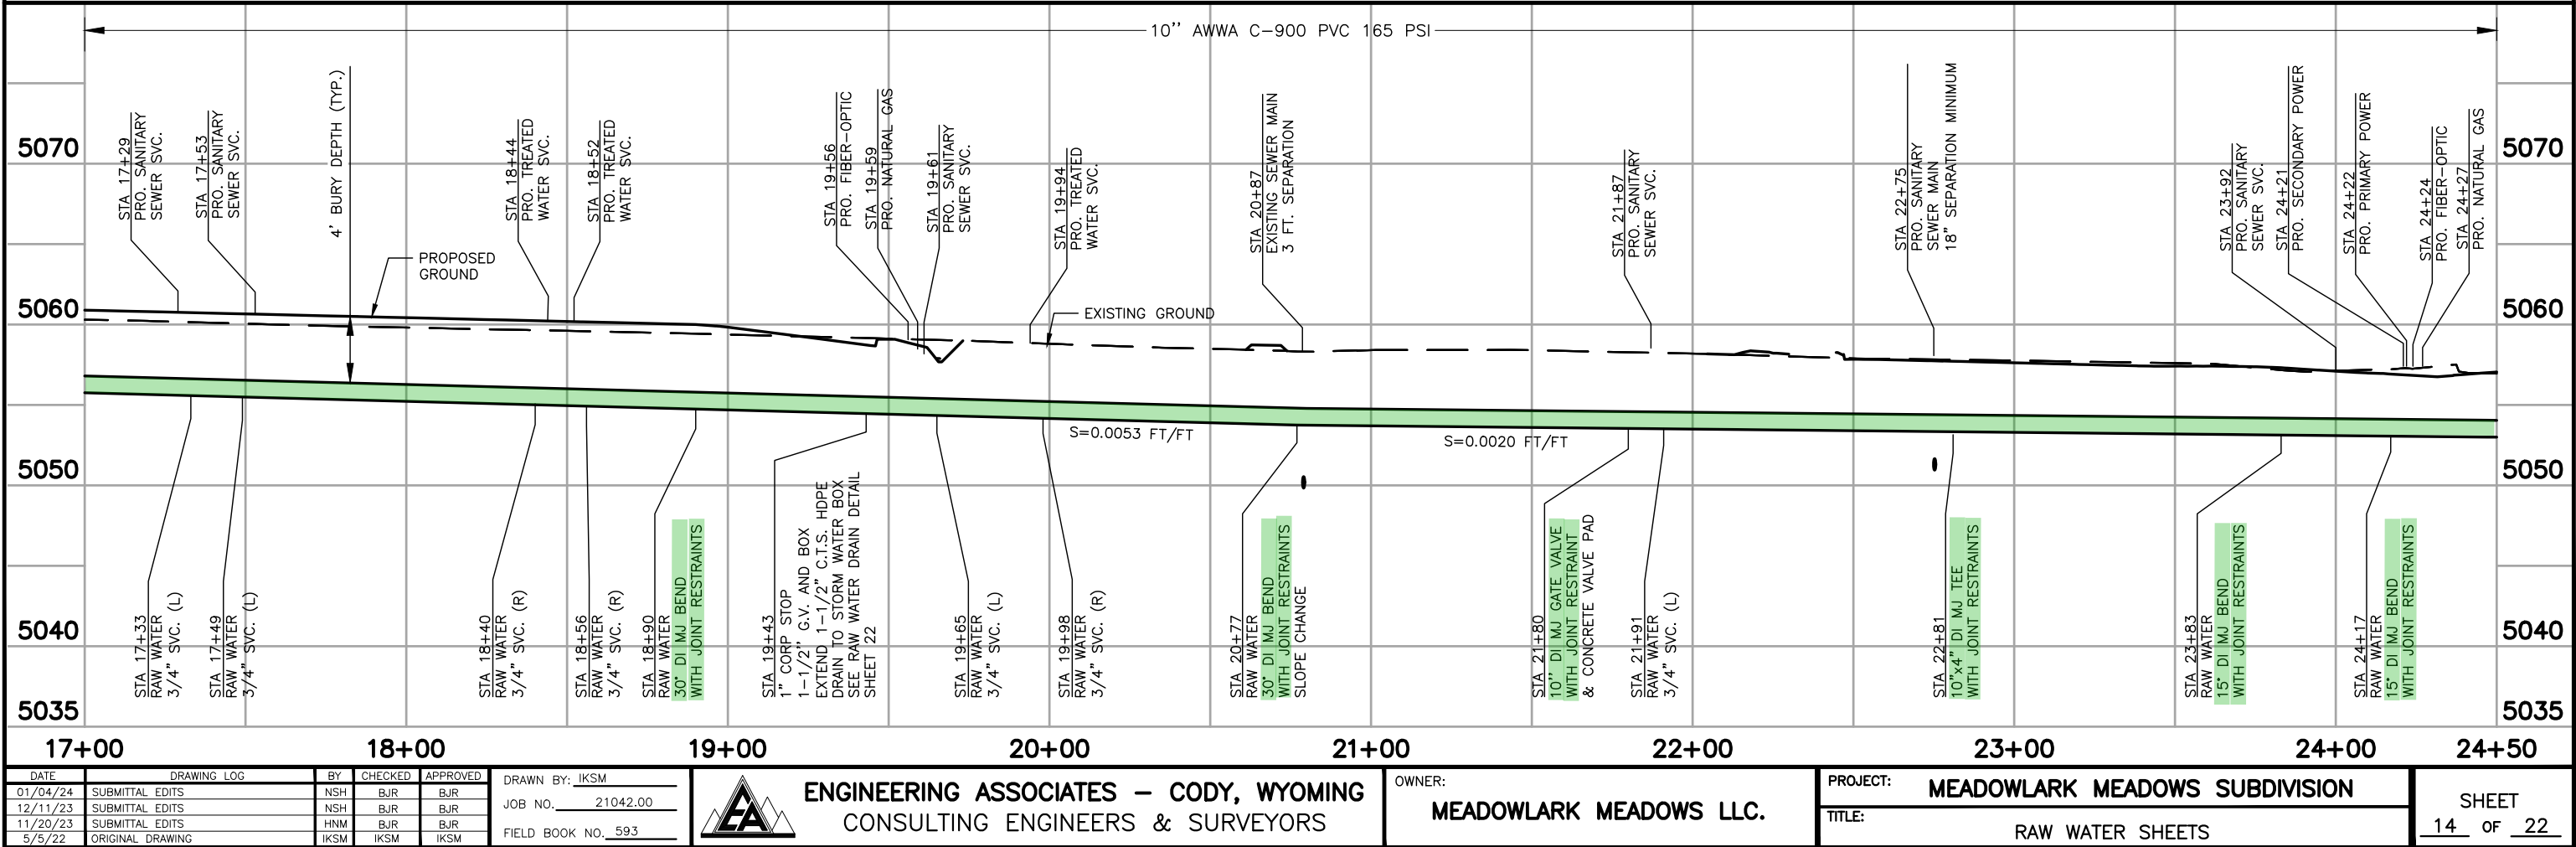 10'' AWWA C-900 PVC 165 PSI
STA 17+29
PRO. SANITARY
SEWER SVC.
STA 17+53
PRO. SANITARY
SEWER SVC.
4' BURY DEPTH (TYP.)
STA 18+44
PRO. TREATED
WATER SVC.
STA 18+52
PRO. TREATED
WATER SVC.
STA 19+56
PRO. FIBER-OPTIC
STA 19+59
PRO. NATURAL GAS
STA 19+61
PRO. SANITARY
SEWER SVC.
STA 19+94
PRO. TREATED
WATER SVC.
STA 20+87
EXISTING SEWER MAIN
3 FT. SEPARATION
STA 21+87
PRO. SANITARY
SEWER SVC.
STA 22+75
PRO. SANITARY
SEWER MAIN
18" SEPARATION MINIMUM
STA 23+92
PRO. SANITARY
SEWER SVC.
STA 24+21
PRO. SECONDARY POWER
STA 24+22
PRO. PRIMARY POWER
STA 24+24
PRO. FIBER-OPTIC
STA 24+27
PRO. NATURAL GAS
5070
5070
PROPOSED
GROUND
EXISTING GROUND
5060
5060
S=0.0053 FT/FT
S=0.0020 FT/FT
5050
5050
STA 17+33
RAW WATER
3/4" SVC. (L)
STA 17+49
RAW WATER
3/4" SVC. (L)
STA 18+40
RAW WATER
3/4" SVC. (R)
STA 18+56
RAW WATER
3/4" SVC. (R)
STA 18+90
RAW WATER
30° DI MJ BEND
WITH JOINT RESTRAINTS
STA 19+43
1" CORP STOP
1-1/2" G.V. AND BOX
EXTEND 1-1/2" C.T.S. HDPE
DRAIN TO STORM WATER BOX
SEE RAW WATER DRAIN DETAIL
SHEET 22
STA 19+65
RAW WATER
3/4" SVC. (L)
STA 19+98
RAW WATER
3/4" SVC. (R)
STA 20+77
RAW WATER
30° DI MJ BEND
WITH JOINT RESTRAINTS
SLOPE CHANGE
STA 21+80
10" DI MJ GATE VALVE
WITH JOINT RESTRAINT
& CONCRETE VALVE PAD
STA 21+91
RAW WATER
3/4" SVC. (L)
STA 22+81
10"x4" DI MJ TEE
WITH JOINT RESTRAINTS
STA 23+83
RAW WATER
15° DI MJ BEND
WITH JOINT RESTRAINTS
STA 24+17
RAW WATER
15° DI MJ BEND
WITH JOINT RESTRAINTS
5040
5040
5035
5035
17+00
18+00
19+00
20+00
21+00
22+00
23+00
24+00
24+50
DATE DRAWING LOG BY CHECKED APPROVED
01/04/24 SUBMITTAL EDITS NSH BJR BJR
12/11/23 SUBMITTAL EDITS NSH BJR BJR
11/20/23 SUBMITTAL EDITS HNM BJR BJR
5/5/22 ORIGINAL DRAWING IKSM IKSM IKSM
DRAWN BY: IKSM
JOB NO. 21042.00
FIELD BOOK NO. 593
EA
ENGINEERING ASSOCIATES - CODY, WYOMING
CONSULTING ENGINEERS & SURVEYORS
OWNER:
MEADOWLARK MEADOWS LLC.
PROJECT: MEADOWLARK MEADOWS SUBDIVISION
TITLE:
RAW WATER SHEETS
SHEET
14 OF 22